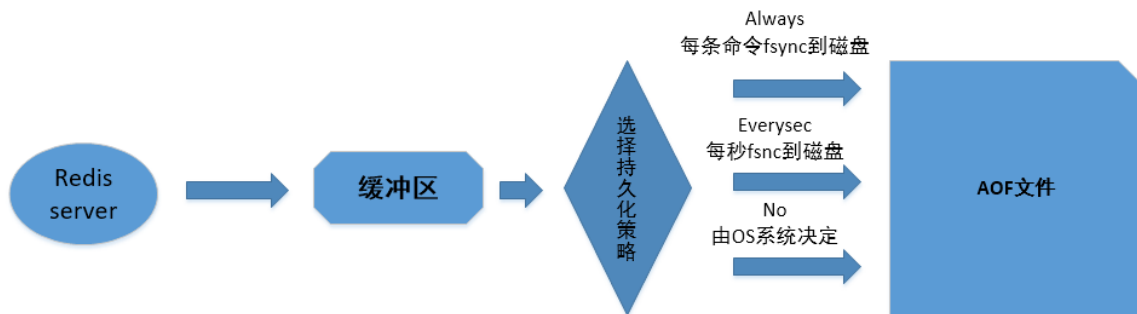 Redis
server
缓冲区
选择持久化策略
Always
每条命令fsync到磁盘
Everysec
每秒fsnc到磁盘
No
由OS系统决定
AOF文件